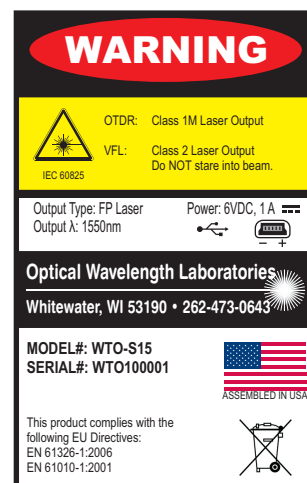 WARNING
OTDR: Class 1M Laser Output
VFL: Class 2 Laser Output
Do NOT stare into beam.
IEC 60825
Output Type: FP Laser Power: 6VDC, 1 A
Output λ: 1550nm
– +
Optical Wavelength Laboratories
Whitewater, WI 53190 • 262-473-0643
MODEL#: WTO-S15
SERIAL#: WTO100001
ASSEMBLED IN USA
This product complies with the
following EU Directives:
EN 61326-1:2006
EN 61010-1:2001